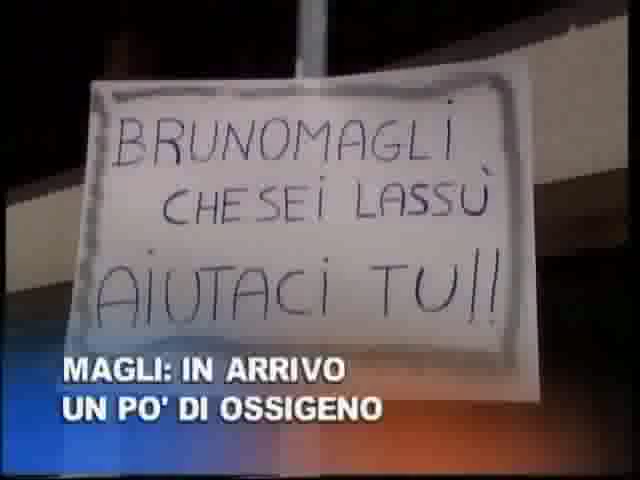 BRUNOMAGLi
CHESEi LASSÙ
AiUTACi TU!!
MAGLI: IN ARRIVO
UN PO' DI OSSIGENO